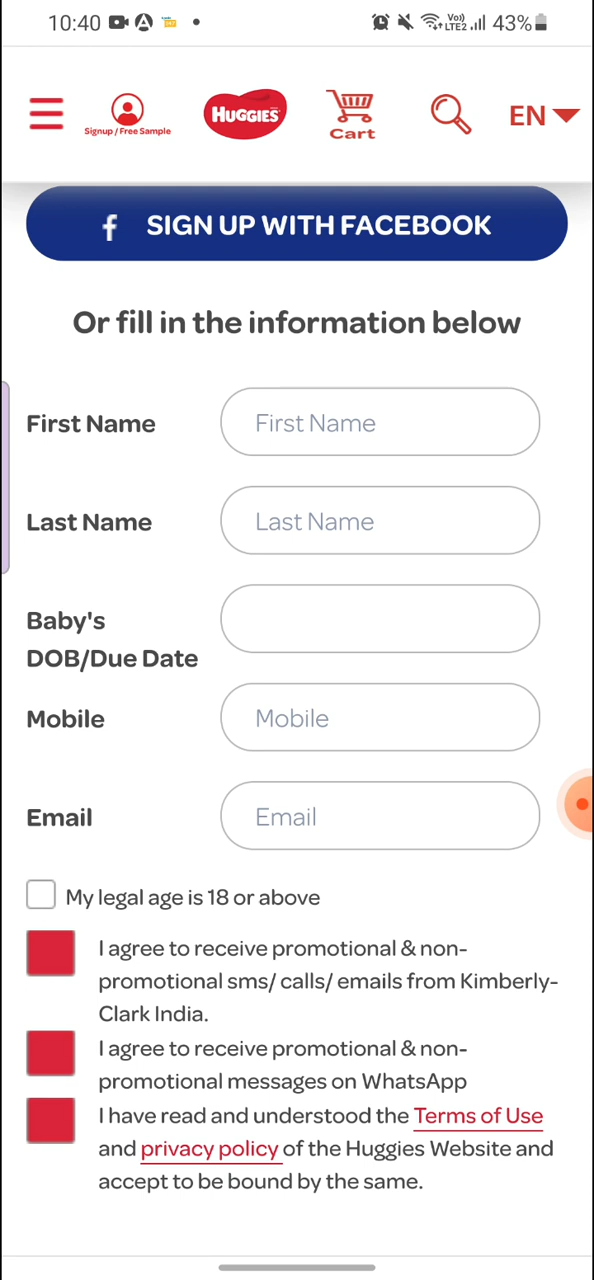 10:40 43%
Vo))
LTE2
Signup / Free Sample HUGGIES Cart EN
f SIGN UP WITH FACEBOOK
Or fill in the information below
First Name First Name
Last Name Last Name
Baby's
DOB/Due Date
Mobile Mobile
Email Email
My legal age is 18 or above
I agree to receive promotional & non-
promotional sms/ calls/ emails from Kimberly-
Clark India.
I agree to receive promotional & non-
promotional messages on WhatsApp
I have read and understood the Terms of Use
and privacy policy of the Huggies Website and
accept to be bound by the same.